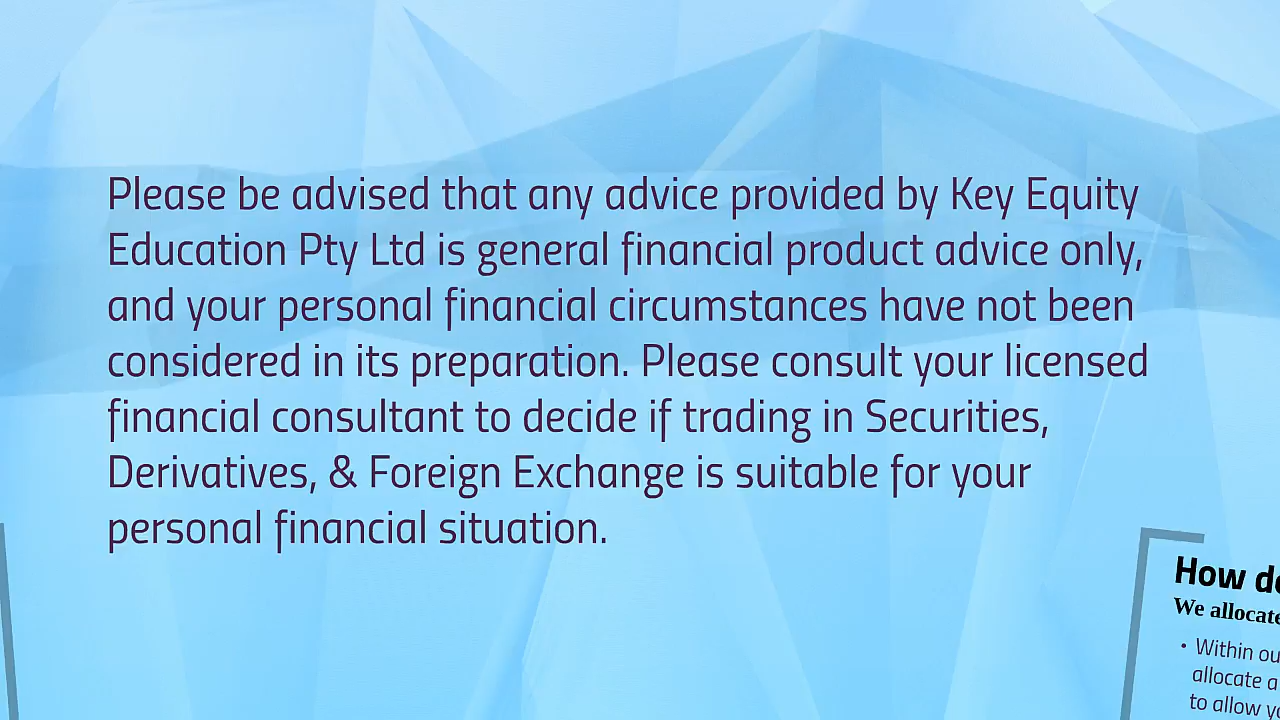 Please be advised that any advice provided by Key Equity
Education Pty Ltd is general financial product advice only,
and your personal financial circumstances have not been
considered in its preparation. Please consult your licensed
financial consultant to decide if trading in Securities,
Derivatives, & Foreign Exchange is suitable for your
personal financial situation.
How
We allocate
• Within
allocate a
to allow